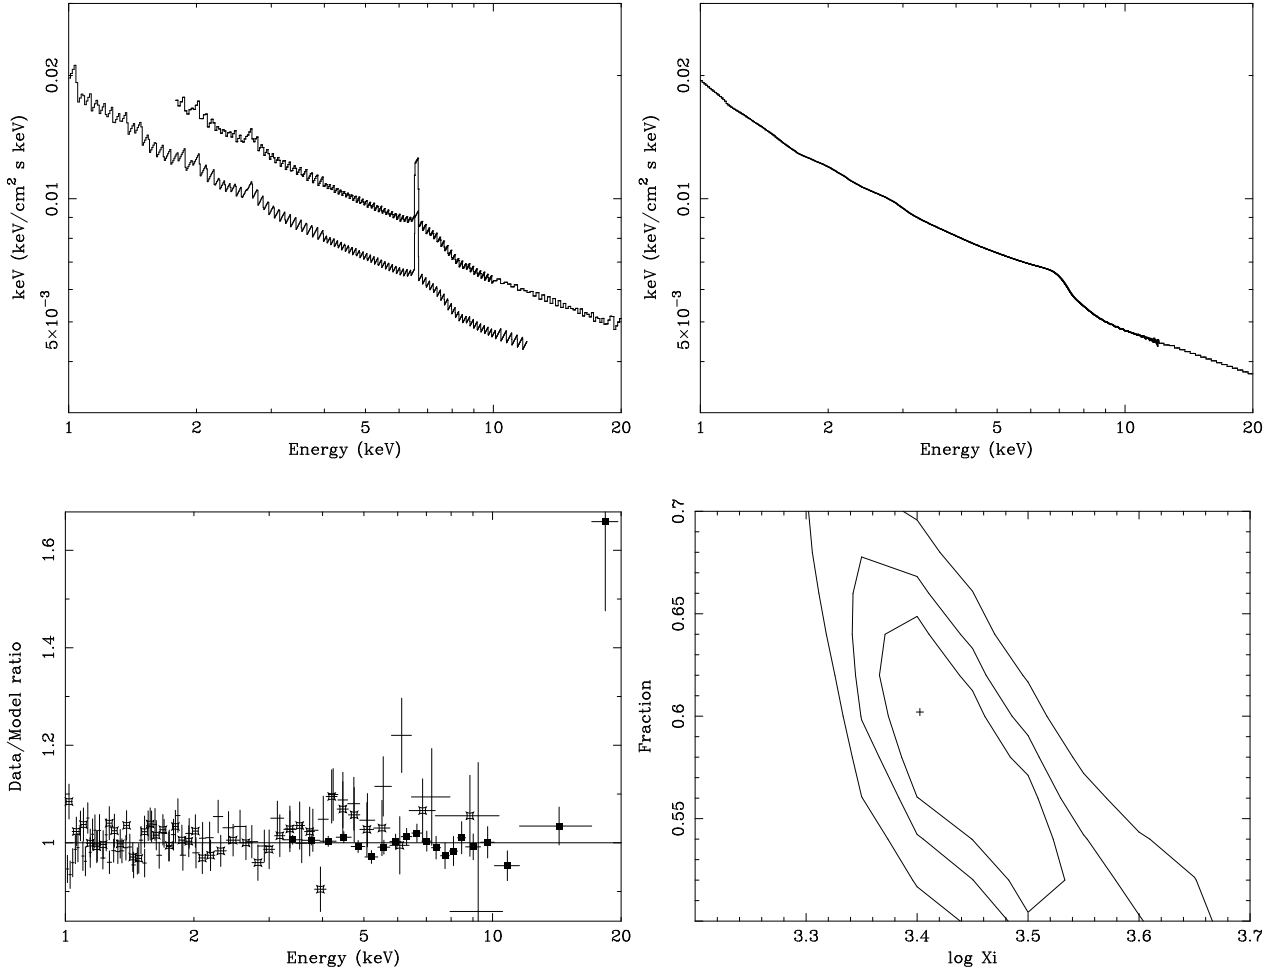 keV (keV/cm² s keV)
0.02
0.01
5×10⁻³
1 2 5 10 20
Energy (keV)
keV (keV/cm² s keV)
0.02
0.01
5×10⁻³
1 2 5 10 20
Energy (keV)
Data/Model ratio
1.6
1.4
1.2
1
1 2 5 10 20
Energy (keV)
Fraction
0.7
0.65
0.6
0.55
3.3 3.4 3.5 3.6 3.7
log Xi